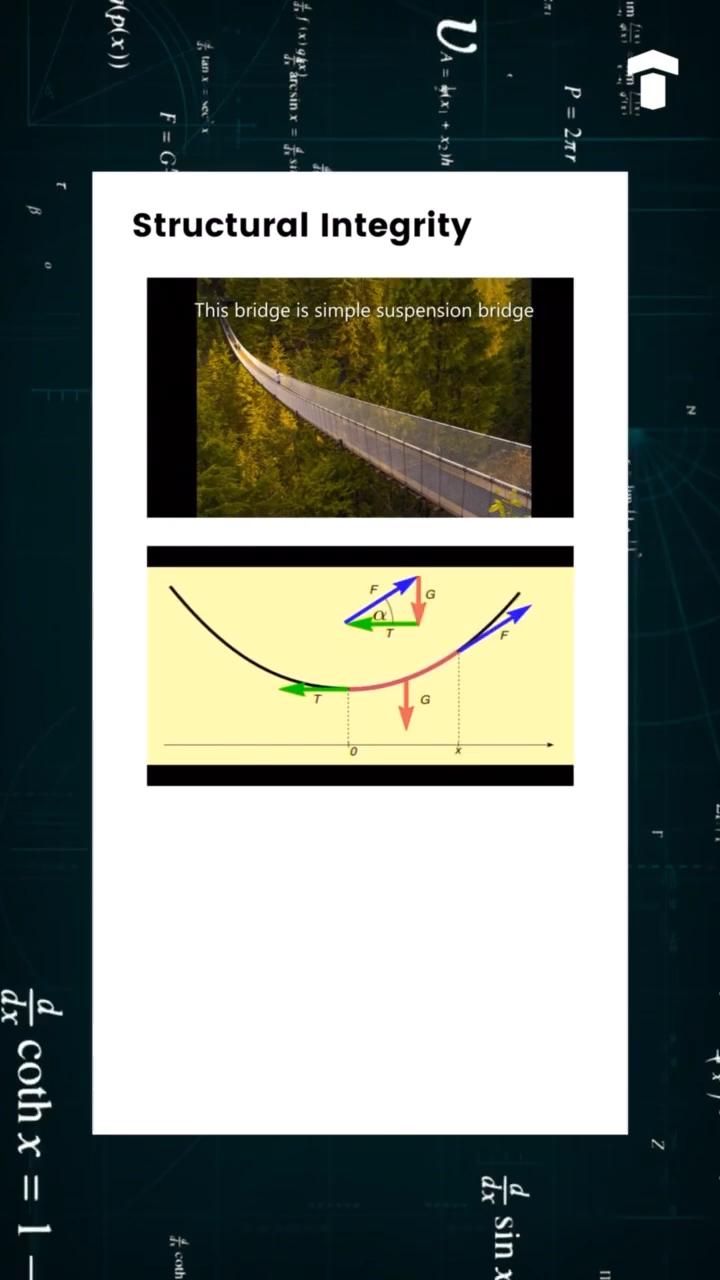 P = 2πr
Structural Integrity
This bridge is simple suspension bridge
F
G
α
T
F
T
G
0
x
N
r
β
o
r
Z
d/dx coth x = 1 −
d/dx sin x